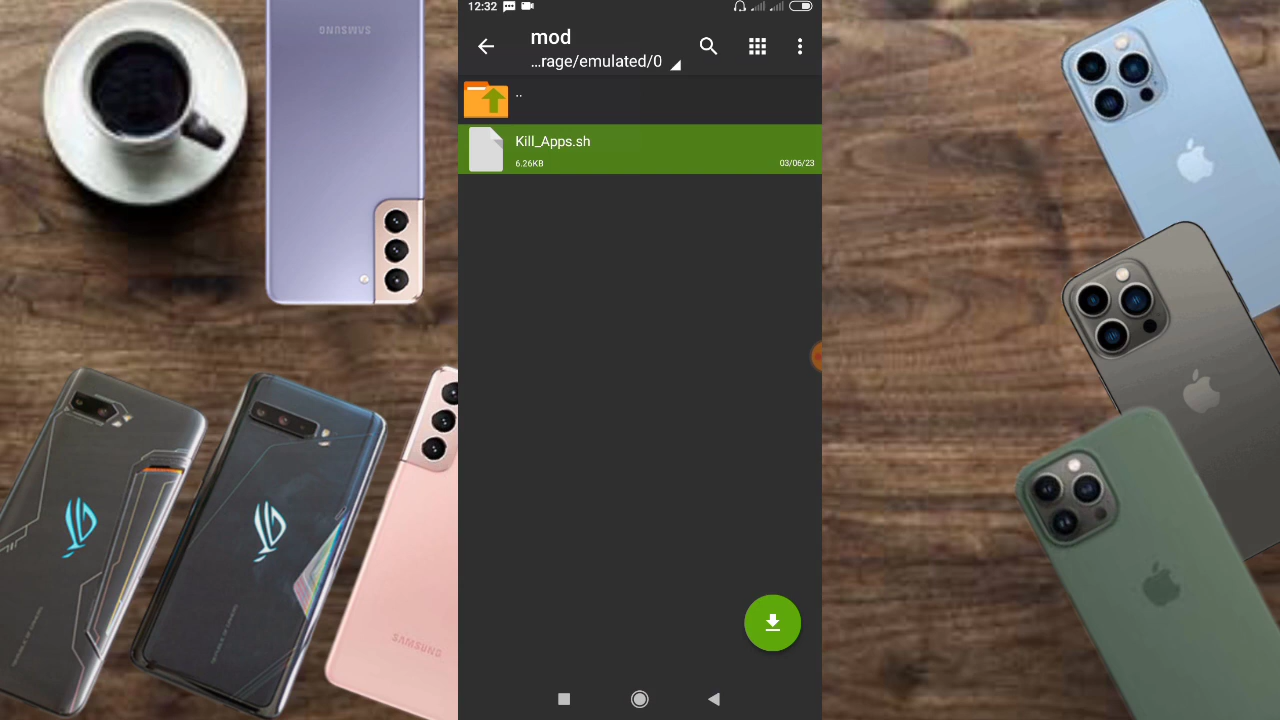 SAMSUNG
12:32
mod
...rage/emulated/0
..
Kill_Apps.sh
6.26KB
03/06/23
SAMSUNG